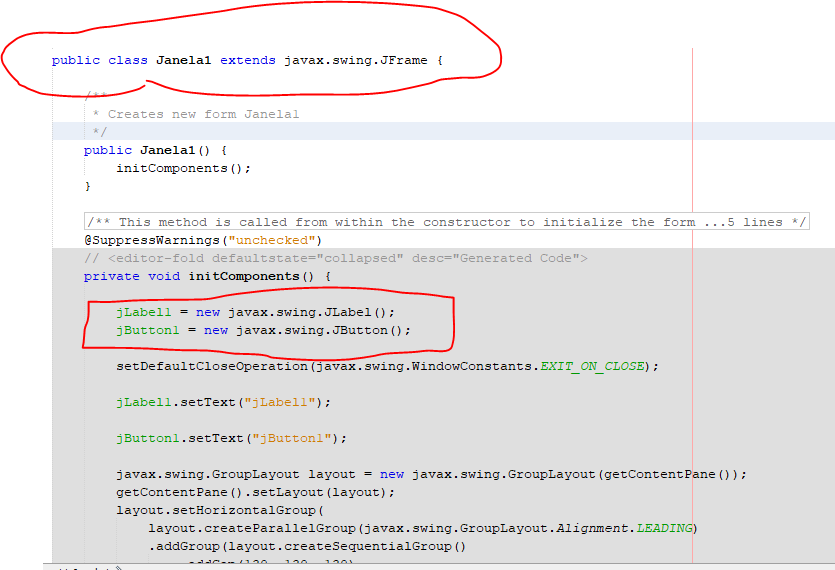 public class Janela1 extends javax.swing.JFrame {
/**
* Creates new form Janela1
*/
public Janela1() {
initComponents();
}
/** This method is called from within the constructor to initialize the form ...5 lines */
@SuppressWarnings("unchecked")
// <editor-fold defaultstate="collapsed" desc="Generated Code">
private void initComponents() {
jLabel1 = new javax.swing.JLabel();
jButton1 = new javax.swing.JButton();
setDefaultCloseOperation(javax.swing.WindowConstants.EXIT_ON_CLOSE);
jLabel1.setText("jLabel1");
jButton1.setText("jButton1");
javax.swing.GroupLayout layout = new javax.swing.GroupLayout(getContentPane());
getContentPane().setLayout(layout);
layout.setHorizontalGroup(
layout.createParallelGroup(javax.swing.GroupLayout.Alignment.LEADING)
.addGroup(layout.createSequentialGroup()